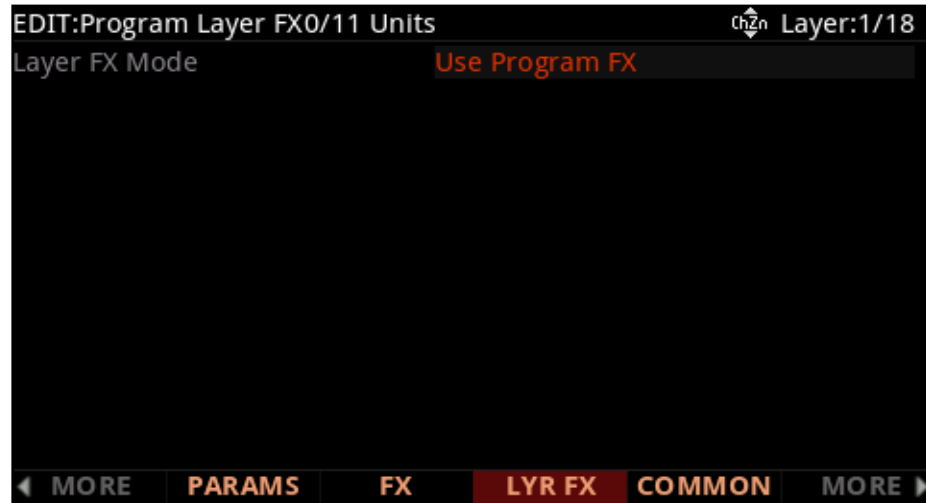 EDIT:Program Layer FX0/11 Units ChZn Layer:1/18
Layer FX Mode Use Program FX
MORE PARAMS FX LYR FX COMMON MORE